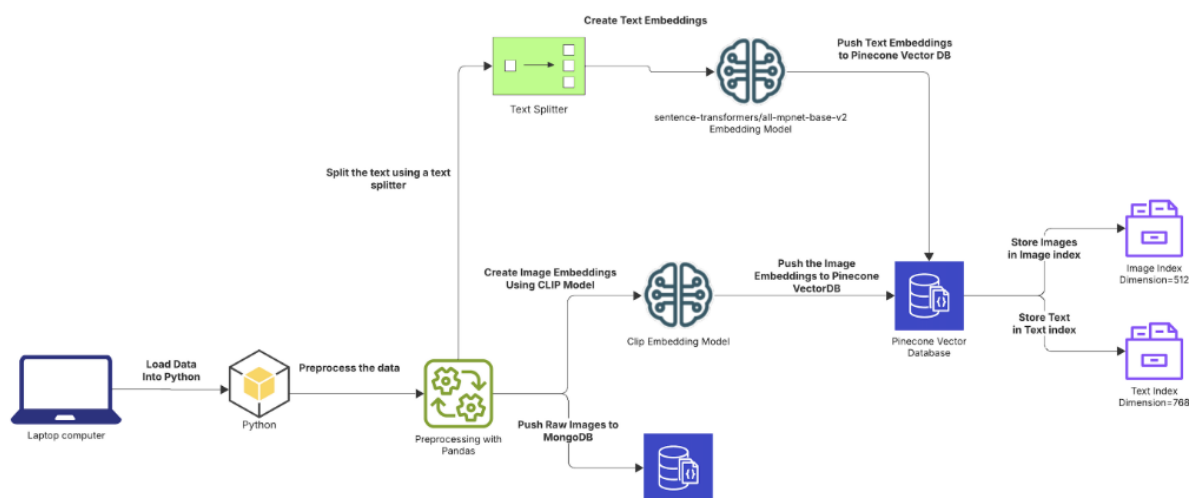 Create Text Embeddings
Push Text Embeddings
to Pinecone Vector DB
Text Splitter
sentence-transformers/all-mpnet-base-v2
Embedding Model
Split the text using a text
splitter
Create Image Embeddings
Using CLIP Model
Push the Image
Embeddings to Pinecone
VectorDB
Clip Embedding Model
Pinecone Vector
Database
Store Images
in Image index
Image Index
Dimension=512
Store Text
in Text index
Text Index
Dimension=768
Load Data
Into Python
Preprocess the data
Laptop computer
Python
Preprocessing with
Pandas
Push Raw Images to
MongoDB